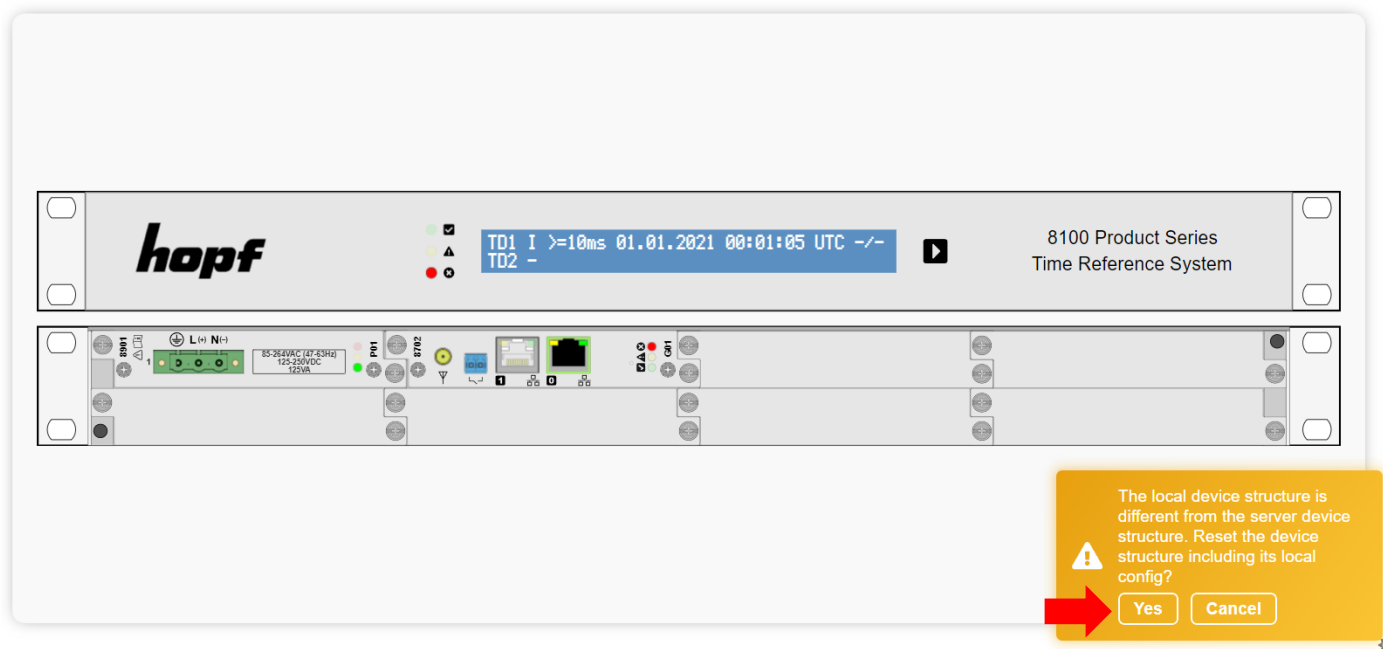 hopf
TD1 I >=10ms 01.01.2021 00:01:05 UTC -/-
TD2 -
8100 Product Series
Time Reference System
8901
1
L(+) N(-)
85-264VAC (47-63Hz)
125-250VDC
125VA
P01
8702
1
0
G01
The local device structure is
different from the server device
structure. Reset the device
structure including its local
config?
Yes
Cancel